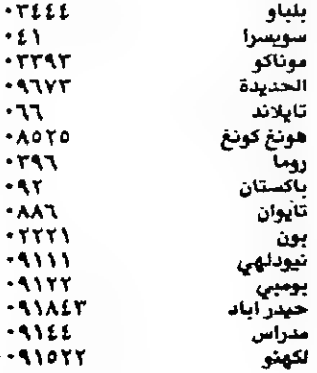 بلباو ٠٣٤٤٤
سويسرا ٠٤١
موناكو ٠٣٣٩٣
الحديدة ٠٩٦٧٣
تايلاند ٠٦٦
هونغ كونغ ٠٨٥٢٥
روما ٠٣٩٦
باكستان ٠٩٢
تايوان ٠٨٨٦
بون ٠٢٢٢١
نيودلهي ٠٩١١١
بومبي ٠٩١٢٢
حيدر اباد ٠٩١٨٤٣
مدراس ٠٩١٤٤
لكهنو ٠٩١٥٢٢